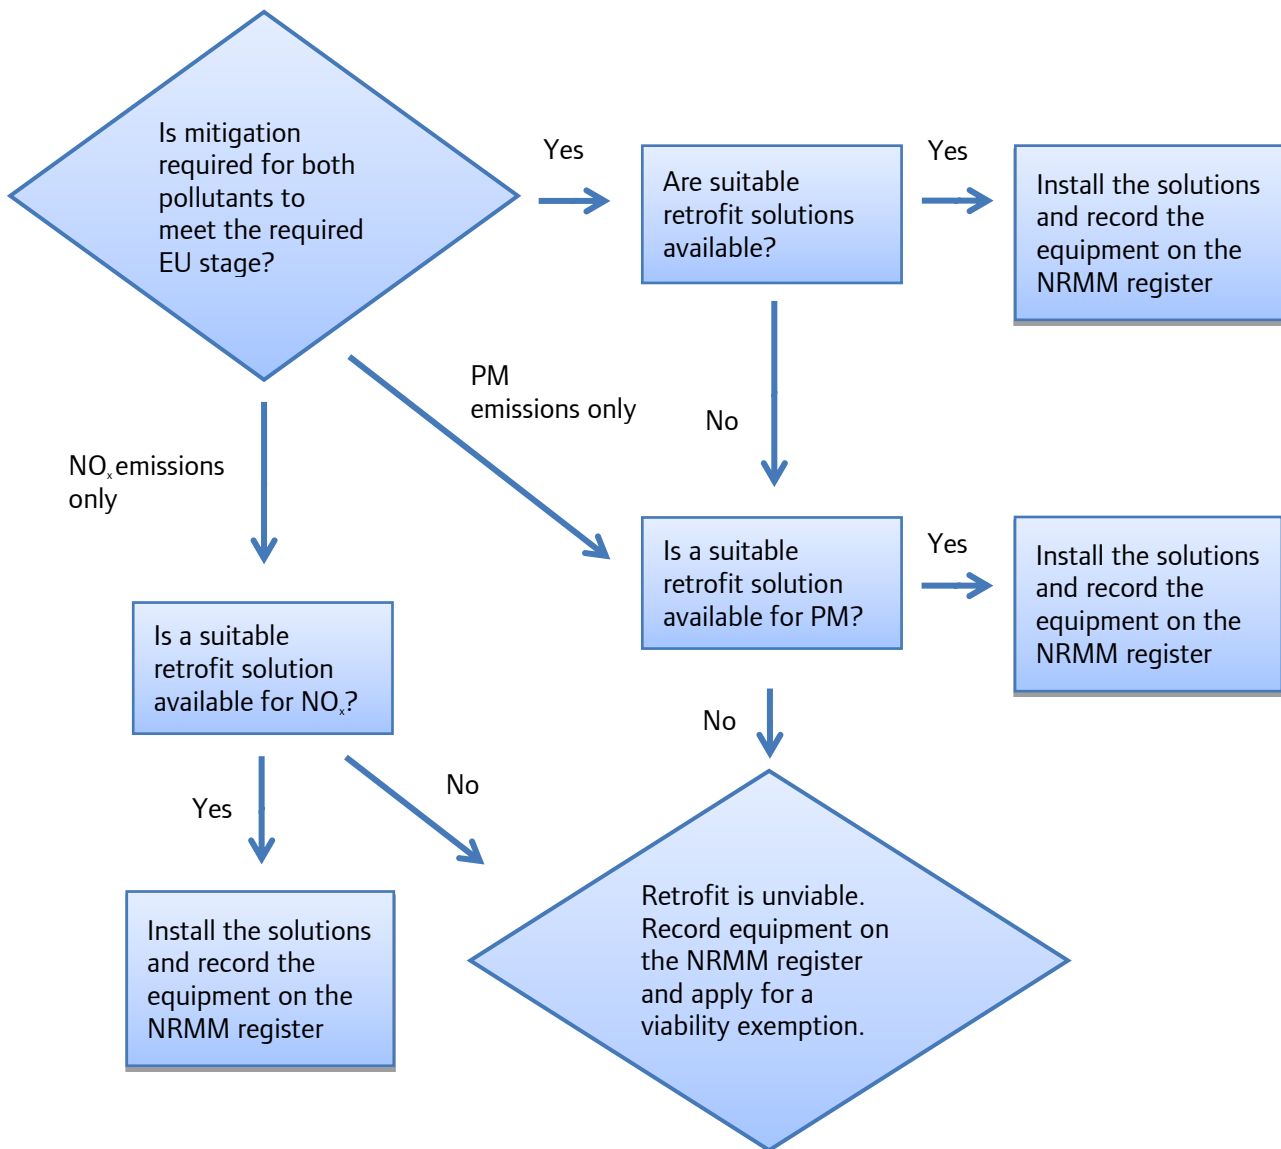 Is mitigation
required for both
pollutants to
meet the required
EU stage?
Yes
Are suitable
retrofit solutions
available?
Yes
Install the solutions
and record the
equipment on the
NRMM register
PM
emissions only
No
NOx emissions
only
Is a suitable
retrofit solution
available for PM?
Yes
Install the solutions
and record the
equipment on the
NRMM register
Is a suitable
retrofit solution
available for NOx?
No
Yes
No
Install the solutions
and record the
equipment on the
NRMM register
Retrofit is unviable.
Record equipment on
the NRMM register
and apply for a
viability exemption.